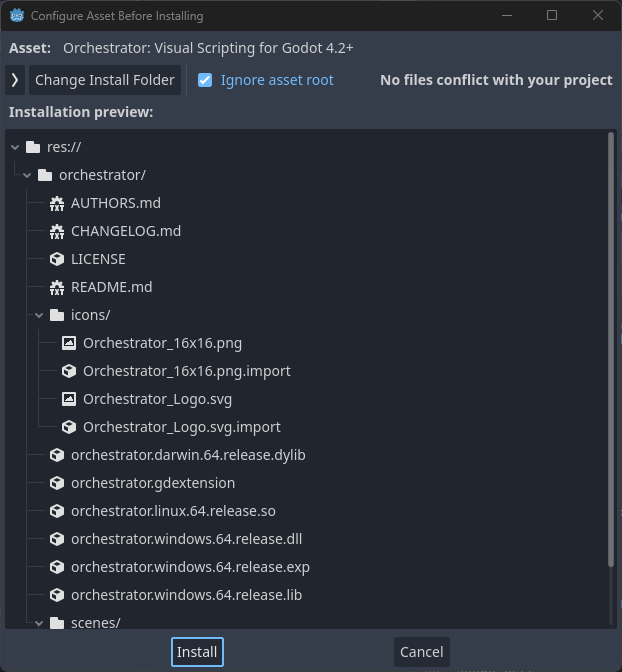 Configure Asset Before Installing
Asset: Orchestrator: Visual Scripting for Godot 4.2+
Change Install Folder
Ignore asset root
No files conflict with your project
Installation preview:
res://
orchestrator/
AUTHORS.md
CHANGELOG.md
LICENSE
README.md
icons/
Orchestrator_16x16.png
Orchestrator_16x16.png.import
Orchestrator_Logo.svg
Orchestrator_Logo.svg.import
orchestrator.darwin.64.release.dylib
orchestrator.gdextension
orchestrator.linux.64.release.so
orchestrator.windows.64.release.dll
orchestrator.windows.64.release.exp
orchestrator.windows.64.release.lib
scenes/
Install
Cancel